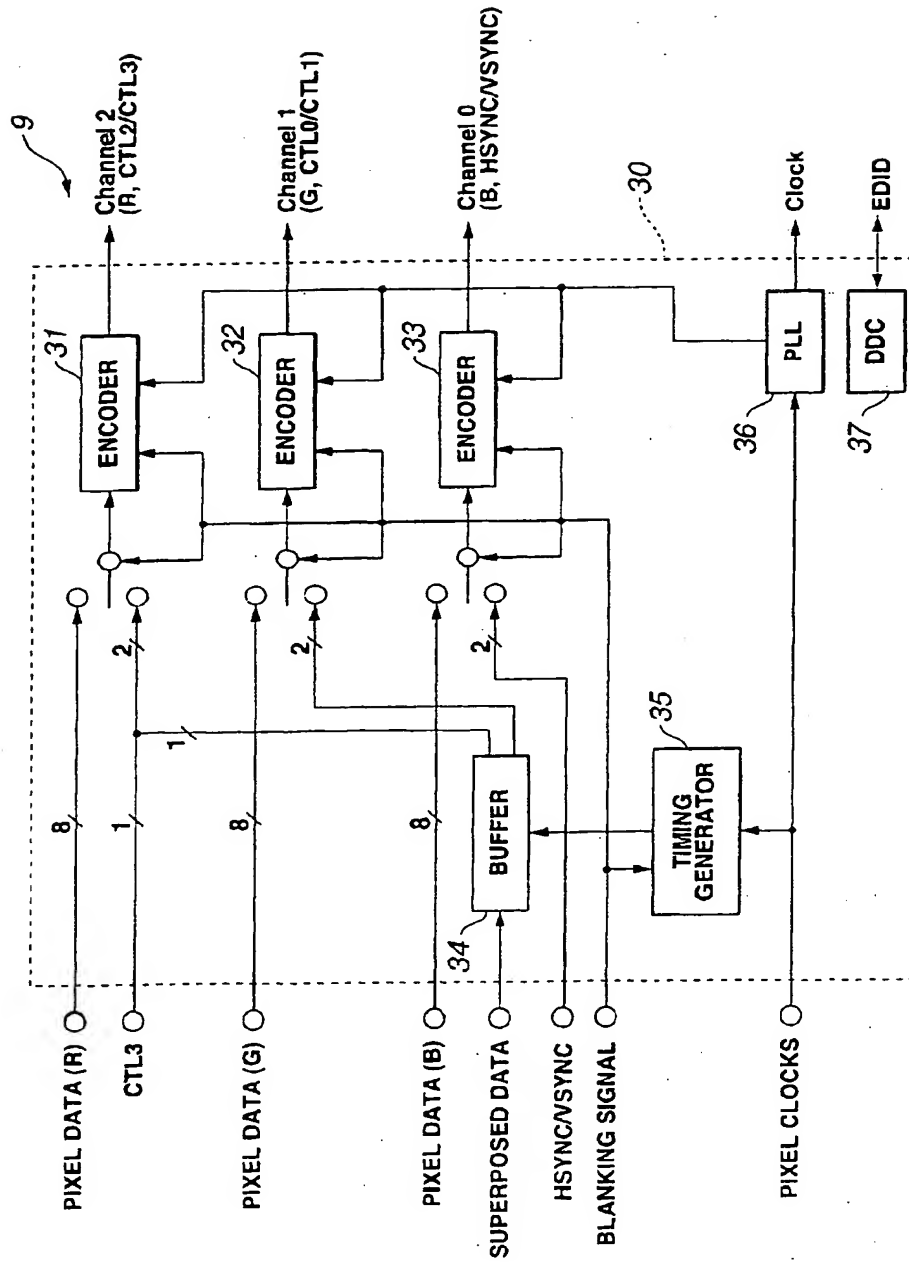 9
Channel 2
(R, CTL2/CTL3)
Channel 1
(G, CTL0/CTL1)
Channel 0
(B, HSYNC/VSYNC)
30
Clock
EDID
31
ENCODER
32
ENCODER
33
ENCODER
PLL
36
DDC
37
2
2
2
1
8
1
8
8
BUFFER
34
35
TIMING
GENERATOR
PIXEL DATA (R)
CTL3
PIXEL DATA (G)
PIXEL DATA (B)
SUPERPOSED DATA
HSYNC/VSYNC
BLANKING SIGNAL
PIXEL CLOCKS